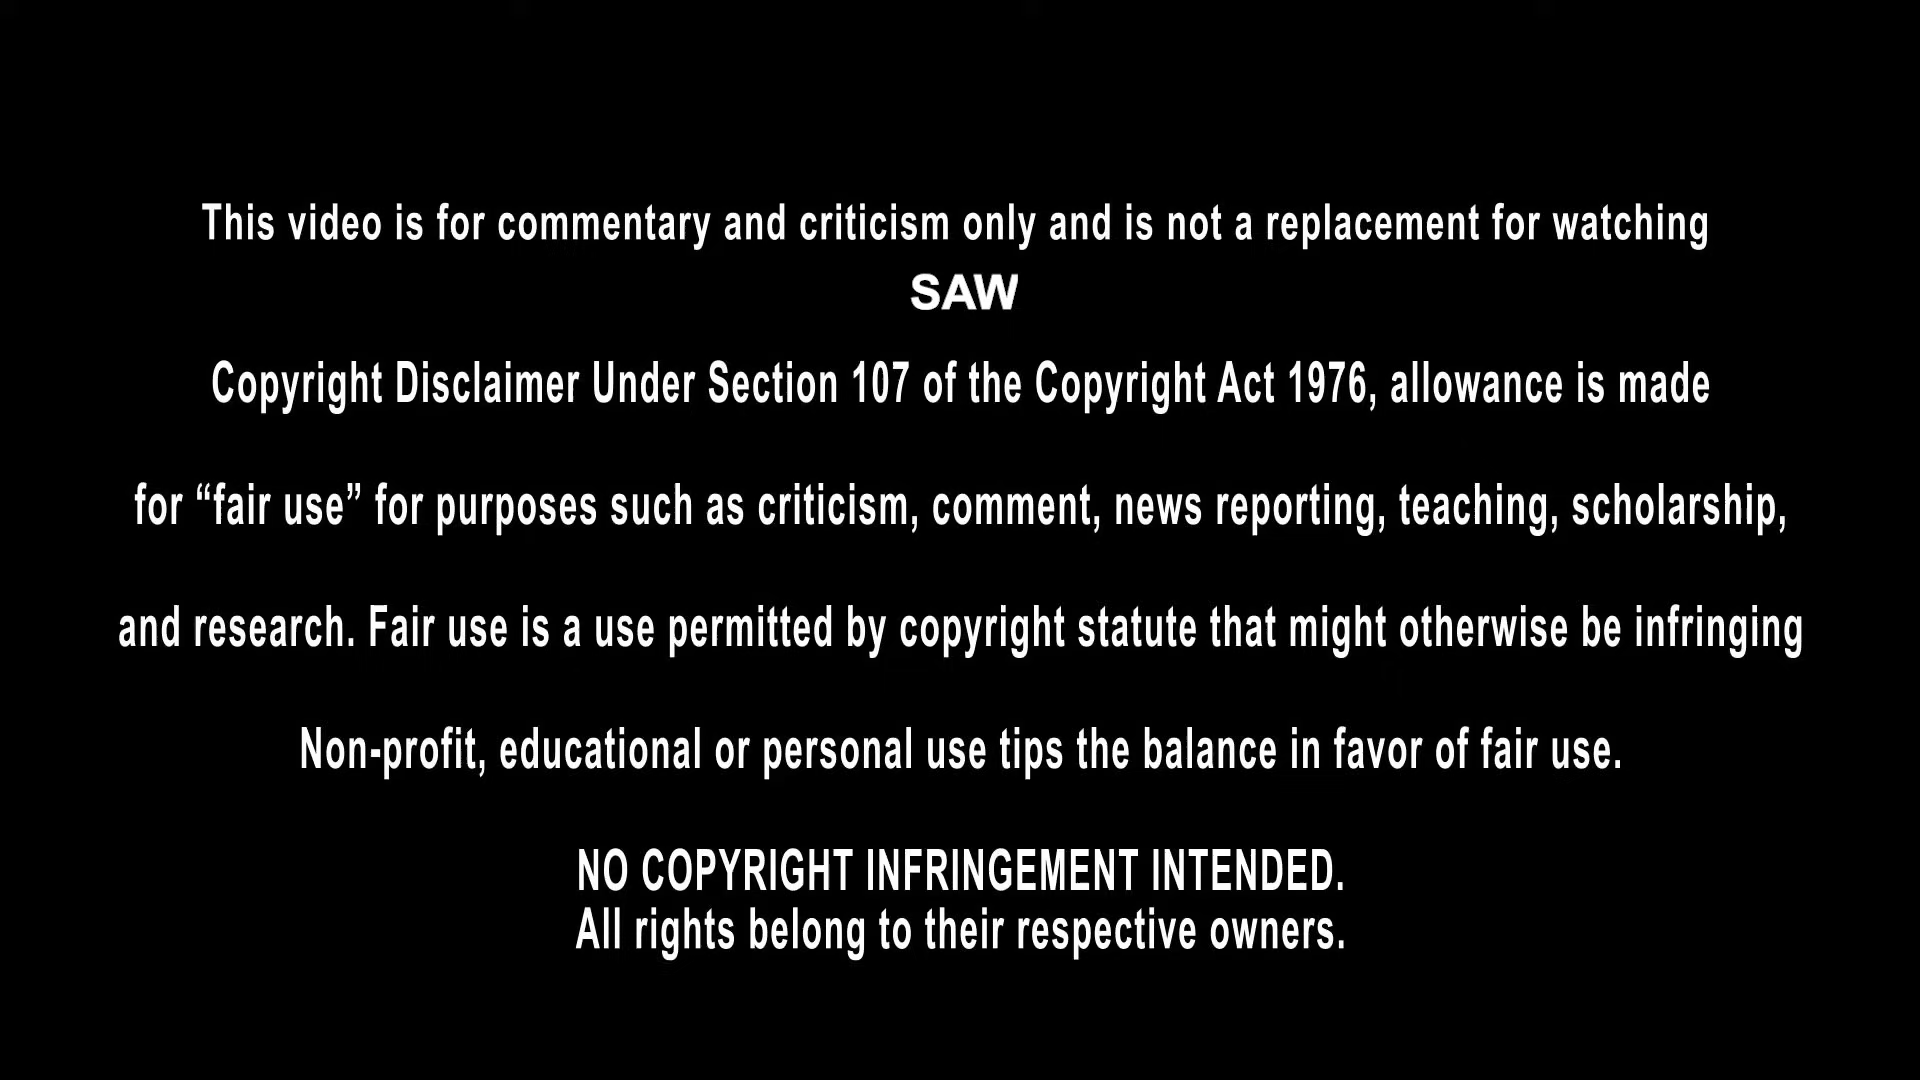 This video is for commentary and criticism only and is not a replacement for watching
SAW
Copyright Disclaimer Under Section 107 of the Copyright Act 1976, allowance is made
for “fair use” for purposes such as criticism, comment, news reporting, teaching, scholarship,
and research. Fair use is a use permitted by copyright statute that might otherwise be infringing
Non-profit, educational or personal use tips the balance in favor of fair use.
NO COPYRIGHT INFRINGEMENT INTENDED.
All rights belong to their respective owners.